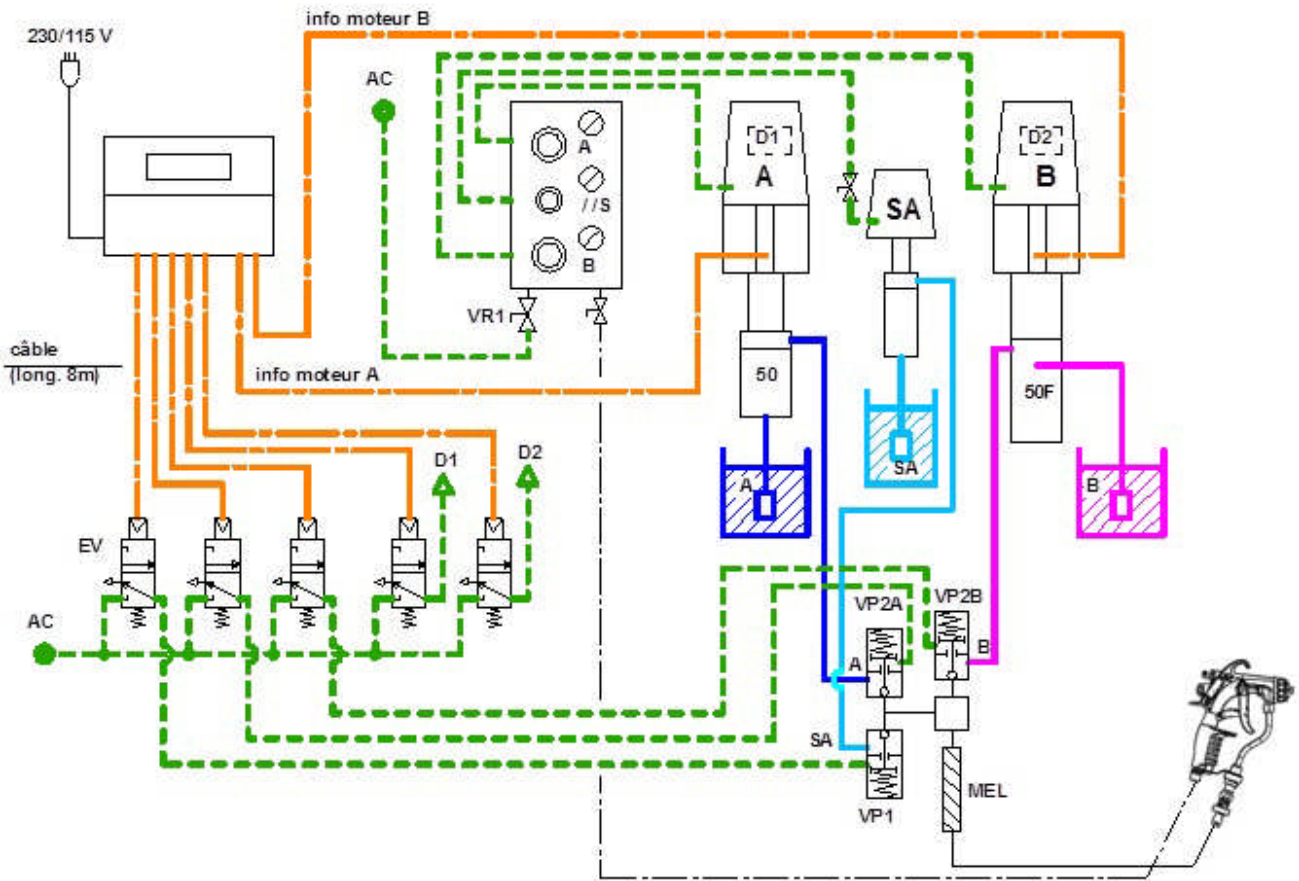 info moteur B
230/115 V
AC
A
//S
B
D1
A
SA
D2
B
VR1
câble
(long. 8m)
info moteur A
50
50F
A
SA
B
D1
D2
EV
AC
VP2A
VP2B
A
B
SA
VP1
MEL